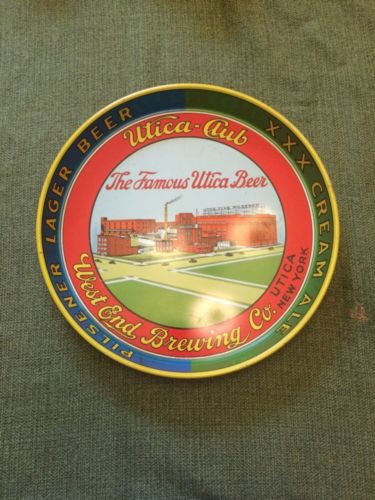 Utica-Club
The Famous Utica Beer
West End Brewing Co.
UTICA
NEW YORK
PILSENER LAGER BEER
XXX CREAM ALE